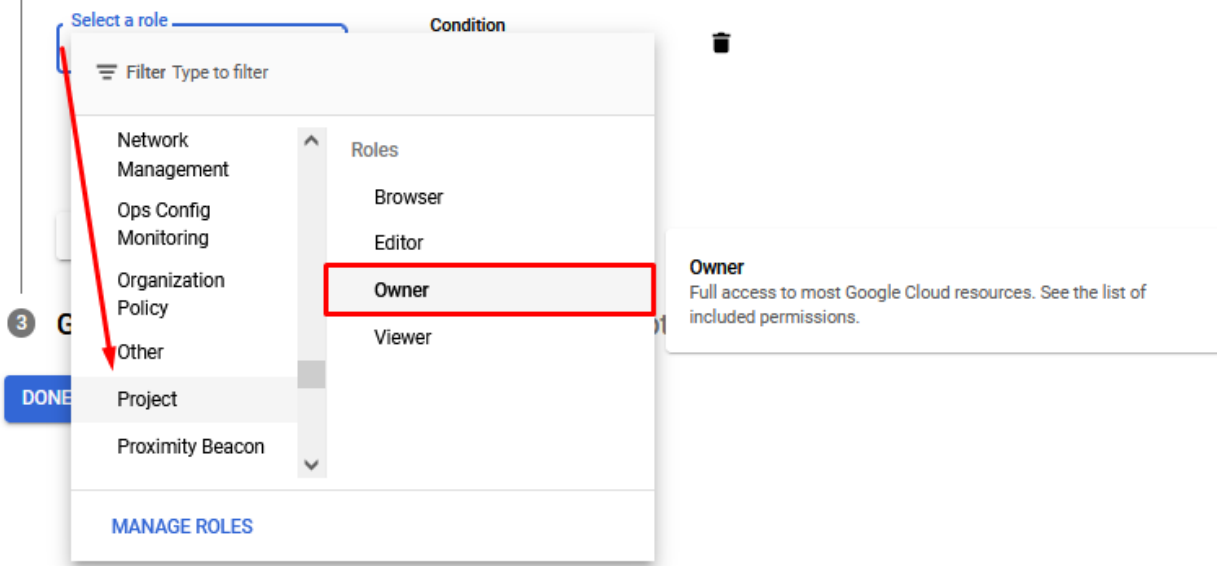 Select a role
Condition
Filter Type to filter
Network
Management
Ops Config
Monitoring
Organization
Policy
Other
Project
Proximity Beacon
Roles
Browser
Editor
Owner
Viewer
Owner
Full access to most Google Cloud resources. See the list of
included permissions.
3
DONE
MANAGE ROLES